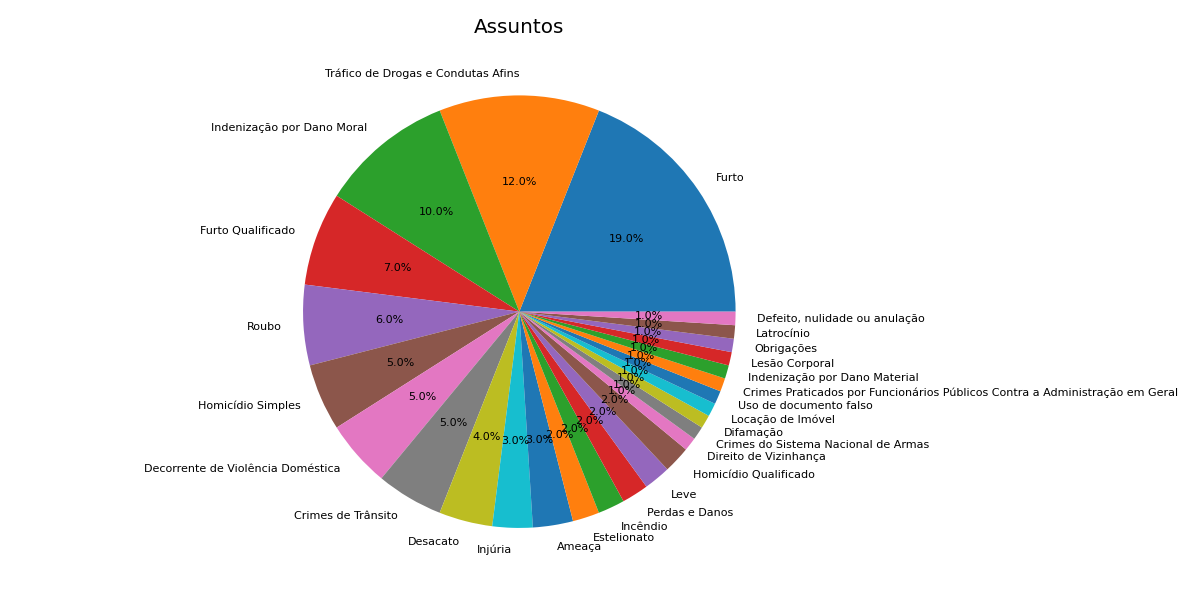 Assuntos
Furto
19.0%
Tráfico de Drogas e Condutas Afins
12.0%
Indenização por Dano Moral
10.0%
Furto Qualificado
7.0%
Roubo
6.0%
Homicídio Simples
5.0%
Decorrente de Violência Doméstica
5.0%
Crimes de Trânsito
5.0%
Desacato
4.0%
Injúria
3.0%
Ameaça
3.0%
Estelionato
2.0%
Incêndio
2.0%
Perdas e Danos
2.0%
Leve
2.0%
Homicídio Qualificado
2.0%
Direito de Vizinhança
1.0%
Crimes do Sistema Nacional de Armas
1.0%
Difamação
1.0%
Locação de Imóvel
1.0%
Uso de documento falso
1.0%
Crimes Praticados por Funcionários Públicos Contra a Administração em Geral
1.0%
Indenização por Dano Material
1.0%
Lesão Corporal
1.0%
Obrigações
1.0%
Latrocínio
1.0%
Defeito, nulidade ou anulação
1.0%